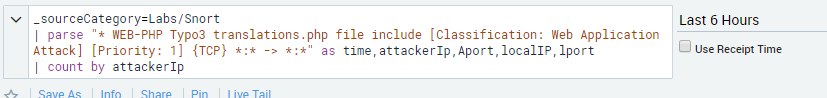 _sourceCategory=Labs/Snort
| parse "* WEB-PHP Typo3 translations.php file include [Classification: Web Application
Attack] [Priority: 1] {TCP} *:* -> *:*" as time,attackerIp,Aport,localIP,lport
| count by attackerIp
Last 6 Hours
Use Receipt Time
Save As | Info | Share | Pin | Live Tail